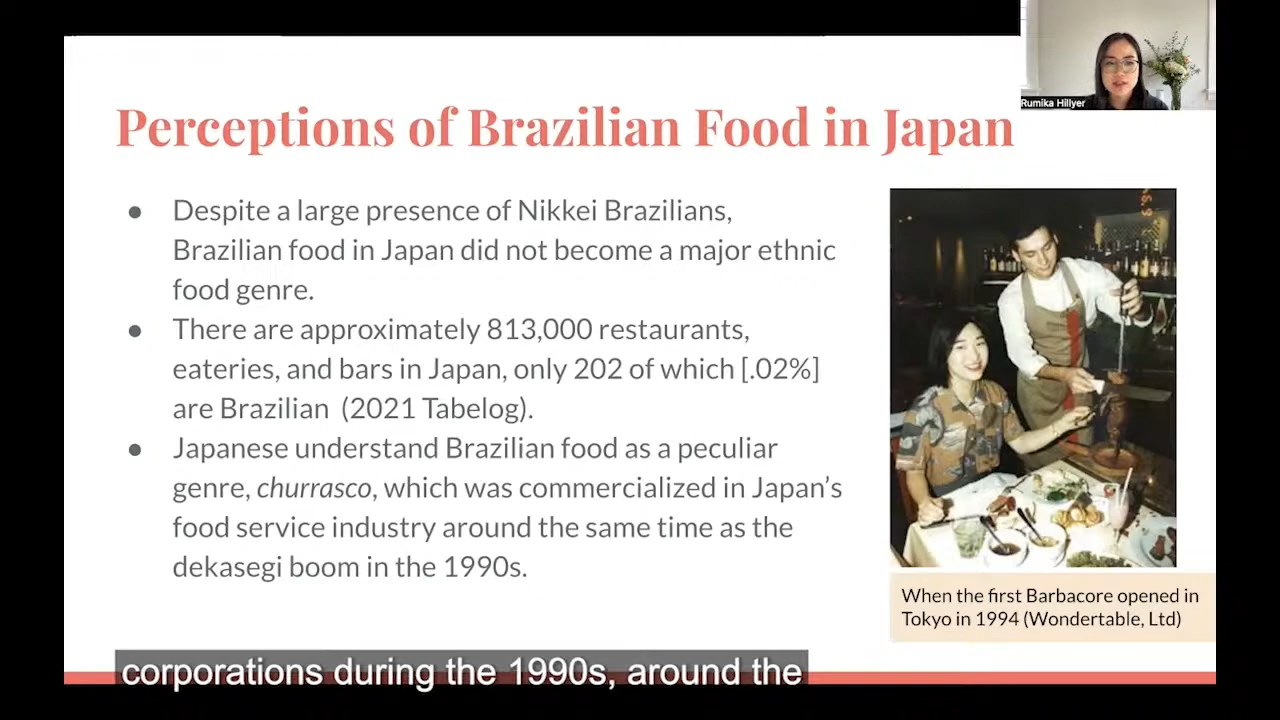 Rumika Hillyer
Perceptions of Brazilian Food in Japan
● Despite a large presence of Nikkei Brazilians,
Brazilian food in Japan did not become a major ethnic
food genre.
● There are approximately 813,000 restaurants,
eateries, and bars in Japan, only 202 of which [.02%]
are Brazilian (2021 Tabelog).
● Japanese understand Brazilian food as a peculiar
genre, churrasco, which was commercialized in Japan's
food service industry around the same time as the
dekasegi boom in the 1990s.
When the first Barbacore opened in
Tokyo in 1994 (Wondertable, Ltd)
corporations during the 1990s, around the